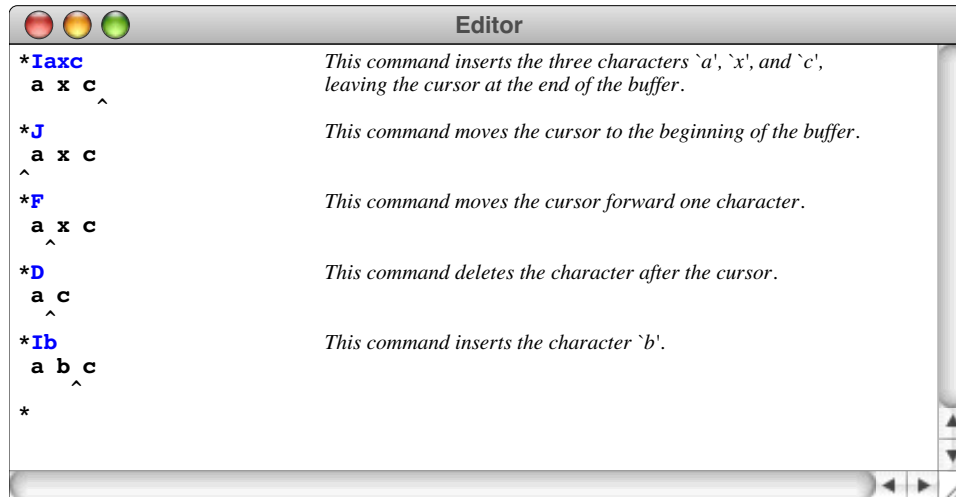 Editor
*Iaxc This command inserts the three characters `a', `x', and `c',
a x c leaving the cursor at the end of the buffer.
^
*J This command moves the cursor to the beginning of the buffer.
a x c
^
*F This command moves the cursor forward one character.
a x c
^
*D This command deletes the character after the cursor.
a c
^
*Ib This command inserts the character `b'.
a b c
^
*